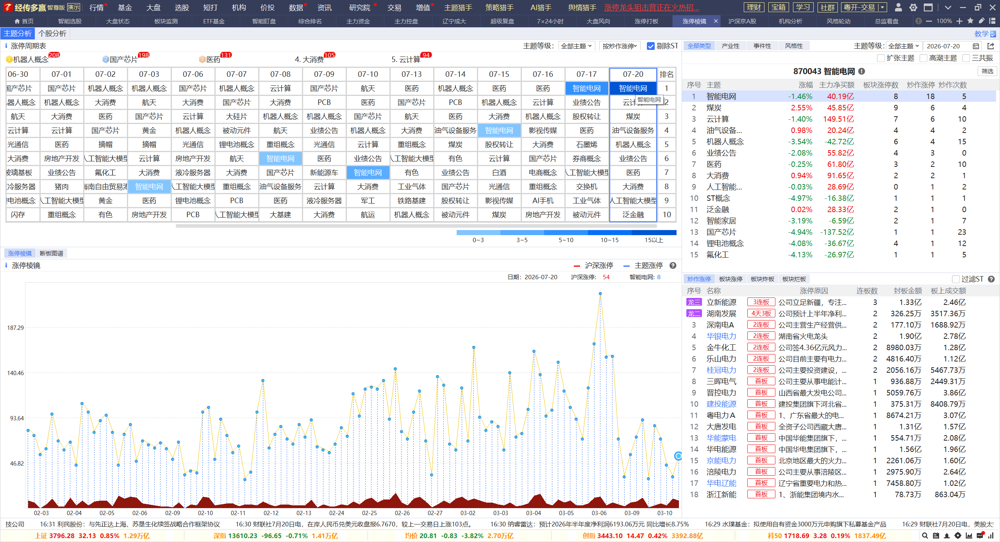 经传多赢 智尊版 演示 行情 基金 大盘 选股 短打 机构 价投 数据 资讯 研究院 交易 增值 主题猎手 策略猎手 AI猎手 舆情猎手 涨停龙头狙击营正在火热招... 理财 宝箱 学习 社群 粤开-交易
首页 智能选股 大盘状态 板块监测 ETF基金 智能盯盘 综合排名 主力资金 主力控盘 辽宁成大 超级复盘 7×24小时 大盘风向 涨停打板 涨停棱镜 沪深京A股 机构分析 风格轮动 总监看盘 100%
主题分析 个股分析 教学
涨停周期表 主题等级: 全部主题 按炒作涨停 剔除ST
1 机器人概念 208 2 国产芯片 198 3 医药 131 4. 大消费 105 5. 云计算 94
06-30 07-01 07-02 07-03 07-06 07-07 07-08 07-09 07-10 07-13 07-14 07-15 07-16 07-17 07-20 排名
国产芯片 国产芯片 机器人概念 机器人概念 国产芯片 机器人概念 云计算 国产芯片 航天 医药 机器人概念 医药 医药 智能电网 智能电网 1
器人概念 机器人概念 大消费 航天 大消费 国产芯片 大消费 PCB 医药 国产芯片 PCB 机器人概念 云计算 业绩公告 云计 智能电网 2
航天 大消费 医药 国产芯片 云计算 大硅片 机器人概念 机器人概念 国产芯片 航天 医药 大消费 机器人概念 股权转让 煤炭 3
云计算 云计算 国产芯片 黄金 机器人概念 被动元件 航天 业绩公告 机器人概念 大消费 油气设备服务 智能电网 影视传媒 医药 油气设备服务 4
光通信 医药 摘帽 摘帽 光通信 锂电池概念 重组概念 光通信 云计算 重组概念 煤炭 股权转让 大消费 石墨烯 机器人概念 5
大消费 房地产开发 人工智能大模型 云计算 房地产开发 航天 智能电网 医药 业绩公告 人工智能大模型 有色 云计算 国产芯片 券商概念 业绩公告 6
玻璃基板 业绩公告 氟化工 大消费 液冷服务器 大消费 国产芯片 新能源车 智能电网 有色 业绩公告 白酒 电商概念 人工智能大模型 医药 7
冷服务器 猪肉 海南自由贸易港 智能电网 人工智能大模型 重组概念 油气设备服务 云计算 大消费 工业气体 国产芯片 光通信 重组概念 交换机 大消费 8
电池概念 人工智能大模型 黄金 医药 锂电池概念 PCB 医药 液冷服务器 军工 铁路基建 股权转让 影视传媒 AI手机 工业气体 人工智能大模型 9
闪存 重组概念 有色 房地产开发 PCB 人工智能大模型 大基建 大消费 航运 机器人概念 被动元件 煤炭 房地产开发 被动元件 泛金融 10
0~3 3~5 5~10 10~15 15以上
涨停棱镜 断板图谱
涨停棱镜 沪深涨停 主题涨停
日期: 2026-07-20 沪深涨停: 54 智能电网: 8
187.29
140.46
93.64
46.82
02-03 02-04 02-05 02-06 02-09 02-10 02-11 02-12 02-13 02-24 02-25 02-26 02-27 03-02 03-03 03-04 03-05 03-06 03-09 03-10
全部类型 产业性 事件性 风格性 主题等级: 全部主题 2026-07-20
扩张主题 高潮主题 三共振
870043 智能电网 筛选
序号 主题 涨幅 主力净买额 板块涨停数 炒作涨停 炒作次数
1 智能电网 -1.46% 40.19亿 8 18 5
2 煤炭 2.55% 45.85亿 9 6 4
3 云计算 -1.40% 149.51亿 7 6 10
4 油气设备... 0.98% 20.24亿 4 4 2
5 机器人概念 -3.54% -42.72亿 6 4 15
6 业绩公告 -2.08% 55.82亿 4 3 0
7 医药 -0.25% 61.80亿 3 2 10
8 大消费 0.94% 91.65亿 2 2 1
9 人工智能... -0.03% 28.69亿 0 1 2
10 ST概念 -4.97% -16.38亿 1 1 1
11 泛金融 0.02% 28.33亿 2 1 0
12 智能家居 -3.19% -6.59亿 2 1 7
13 国产芯片 -4.94% -137.52亿 1 1 23
14 锂电池概念 -4.08% -36.67亿 4 1 12
15 氟化工 -4.13% -26.97亿 1 1 5
炒作涨停 板块涨停 板块炸板 板块烂板 过滤ST
序号 名称 涨停原因 连板数 封板金额 板上成交额
龙三 立新能源 3连板 公司立足新疆，专注... 3 1.33亿 2.46亿
龙二 湖南发展 4天3板 公司预计上半年净利... 2 326.25万 3517.36万
3 深南电A 2连板 公司主营生产经营供... 2 177.10万 1688.92万
4 华银电力 2连板 湖南省火电龙头 2 1.90亿 2.78亿
5 金牛化工 2连板 公司签4.36亿元风力... 2 8980.03万 1.28亿
6 乐山电力 2连板 公司目前主要有电力... 2 4816.40万 1.12亿
7 桂冠电力 2连板 公司主要投资建设，... 2 2056.16万 5467.73万
8 三晖电气 首板 公司主要从事电能计... 1 936.88万 2449.31万
9 晋控电力 首板 山西省最大发电公司... 1 5059.76万 3.86亿
10 建投能源 首板 建投集团旗下河北省... 1 375.31万 8408.79万
11 粤电力Ａ 首板 1、广东省最大的电... 1 8674.21万 3.07亿
12 大唐发电 首板 全资子公司西藏大唐... 1 1.31亿 1.57亿
13 华能蒙电 首板 中国华能集团旗下，... 1 554.71万 2.08亿
14 华电能源 首板 中国华电集团旗下，... 1 1.56亿 1.96亿
15 京能电力 首板 北京地区最大的火力... 1 2261.06万 1.60亿
16 涪陵电力 首板 公司主要从事涪陵区... 1 2975.90万 2.64亿
17 华电辽能 首板 辽宁省重要电力和热... 1 7458.80万 1.02亿
18 浙江新能 首板 1、浙能集团境内水... 1 78.73万 863.04万
技公司 16:31 利民股份：与先正达上海、苏垦生化续签战略合作框架协议 16:30 财联社7月20日电，在岸人民币兑美元收盘报6.7670，较上一交易日上涨103点。 16:30 纳睿雷达：预计2026年半年度净利润6193.06万元 同比增长8.75% 16:29 水璞基金：拟使用自有资金3000万元申购旗下私募基金产品 16:29 财联社7月20日电，美股太
上证 3796.28 32.13 0.85% 1.29万亿 深指 13610.23 -96.65 -0.71% 1.41万亿 均价 20.81 -0.83 -3.82% 2.70万亿 创指 3443.10 14.47 0.42% 3392.88亿 科50 1718.69 3.28 0.19% 1837.49亿